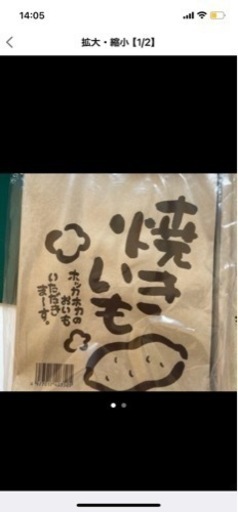 14:05
拡大・縮小【1/2】
焼き
いも
ホッカホカの
おいも
いただき
まーす。